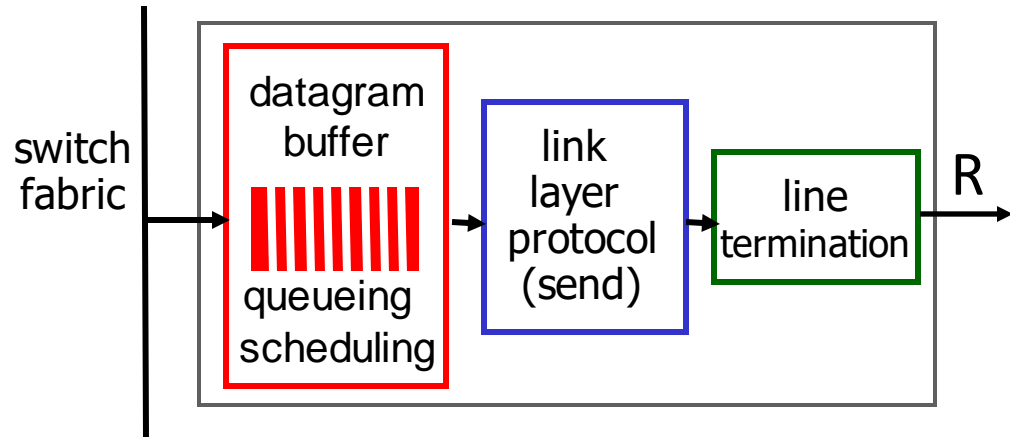 switch
fabric
datagram
buffer
queueing
scheduling
link
layer
protocol
(send)
line
termination
R